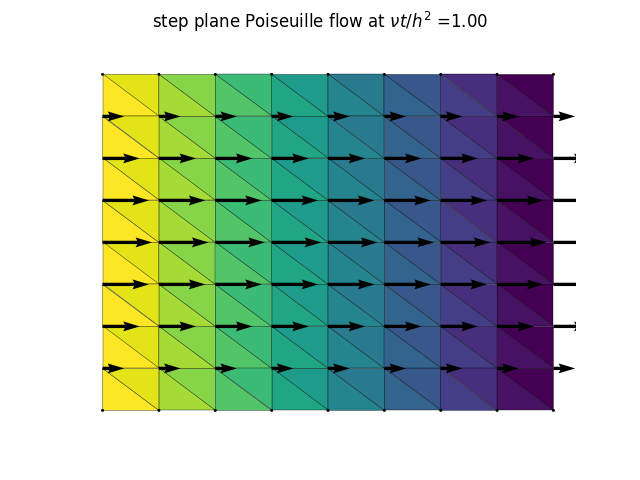 step plane Poiseuille flow at νt/h² =1.00